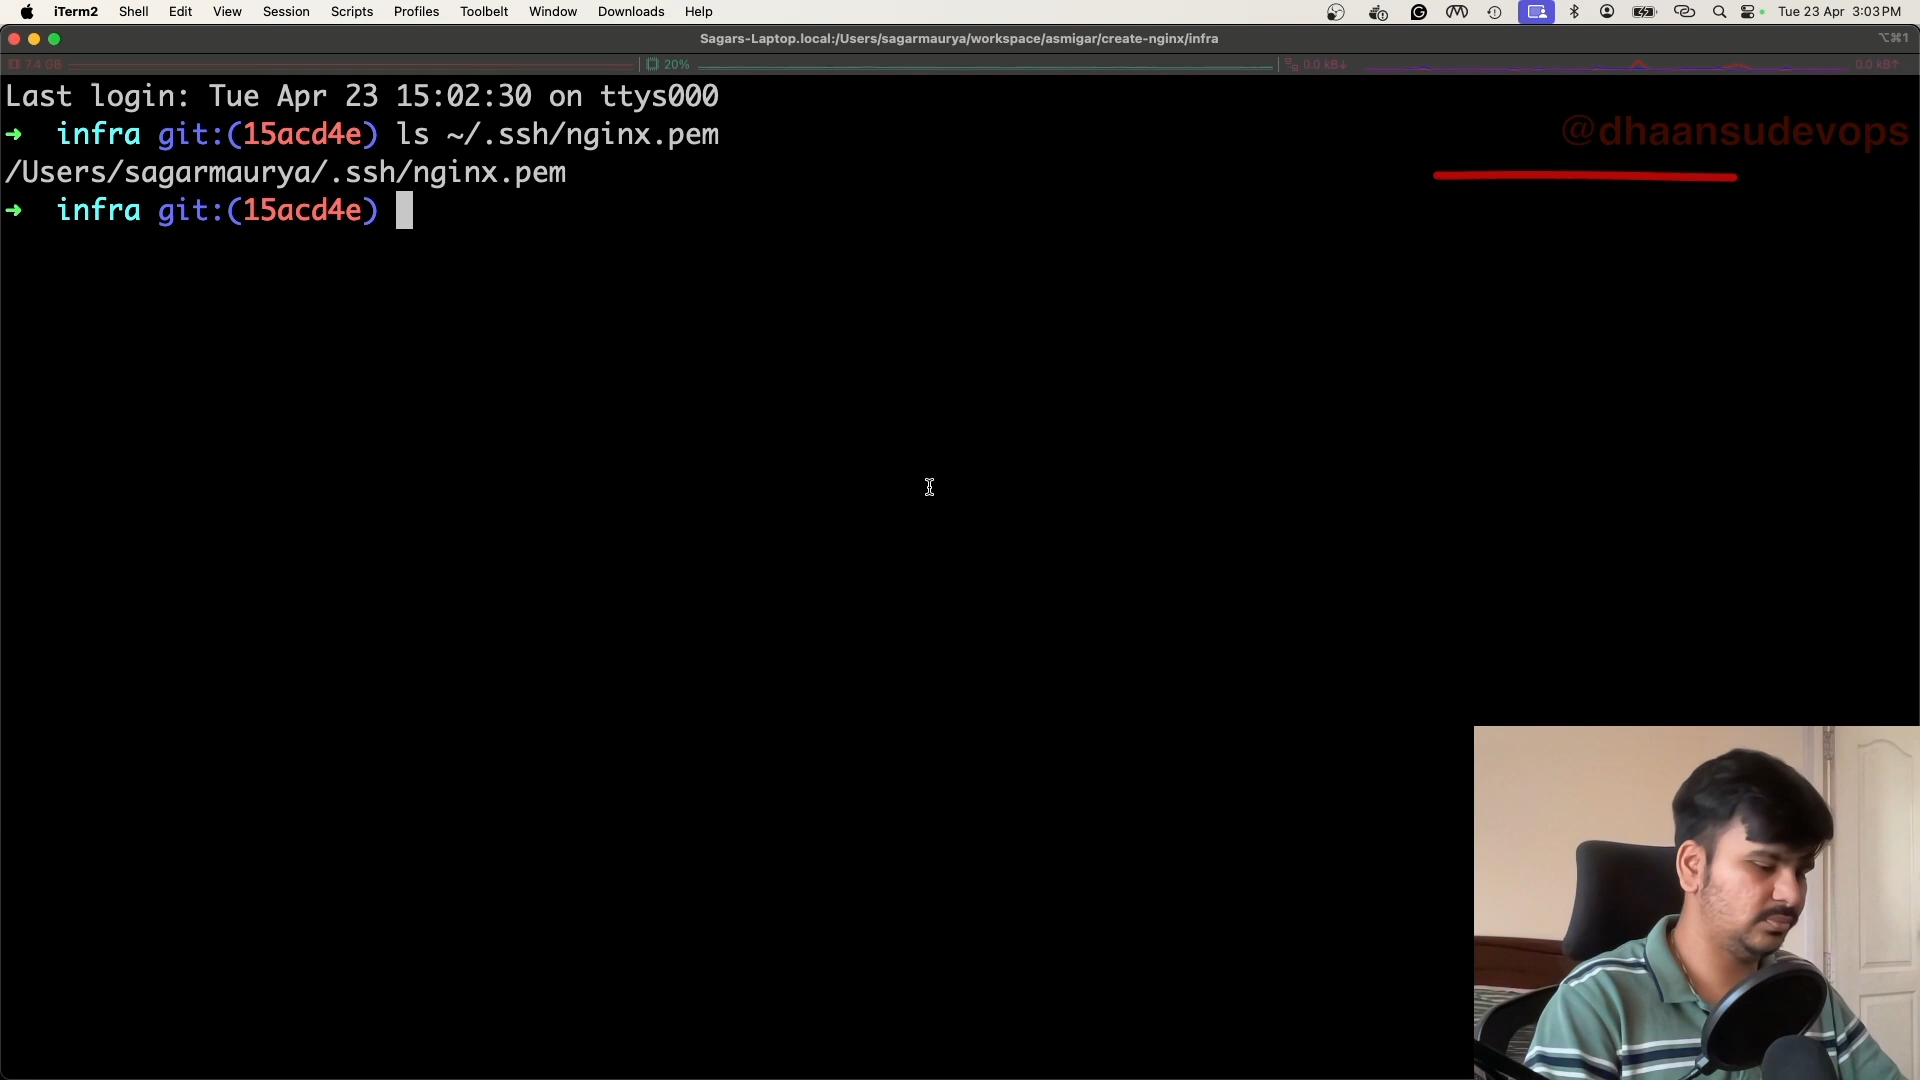 iTerm2 Shell Edit View Session Scripts Profiles Toolbelt Window Downloads Help Tue 23 Apr 3:03 PM
Sagars-Laptop.local:/Users/sagarmaurya/workspace/asmigar/create-nginx/infra ⌥⌘1
7.4 GB 20% 0.0 kB↓ 0.0 kB↑
Last login: Tue Apr 23 15:02:30 on ttys000
➜ infra git:(15acd4e) ls ~/.ssh/nginx.pem
@dhaansudevops
/Users/sagarmaurya/.ssh/nginx.pem
➜ infra git:(15acd4e)